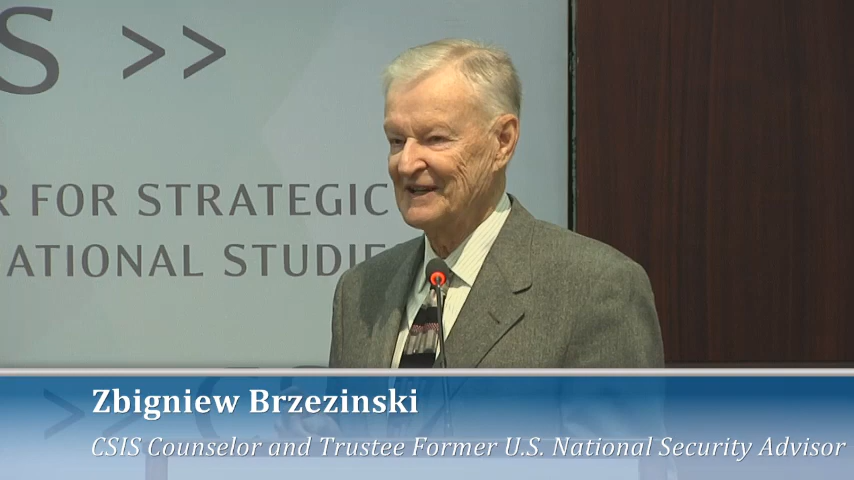 S >>
R FOR STRATEGIC
ATIONAL STUDIE
Zbigniew Brzezinski
CSIS Counselor and Trustee Former U.S. National Security Advisor